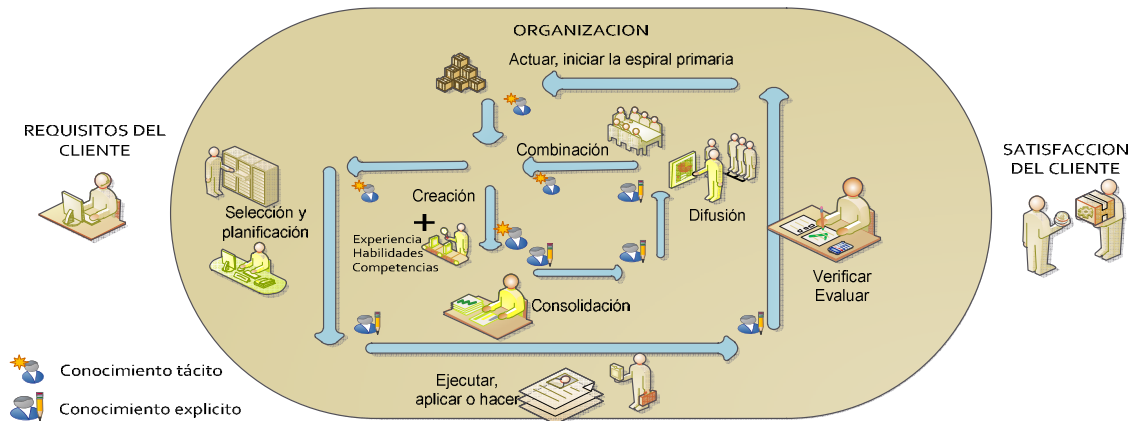 ORGANIZACION
Actuar, iniciar la espiral primaria
REQUISITOS DEL
CLIENTE
Combinación
SATISFACCION
DEL CLIENTE
Selección y
planificación
Creación
+
Experiencia
Habilidades
Competencias
Difusión
Verificar
Evaluar
Consolidación
Ejecutar,
aplicar o hacer
Conocimiento tácito
Conocimiento explicito